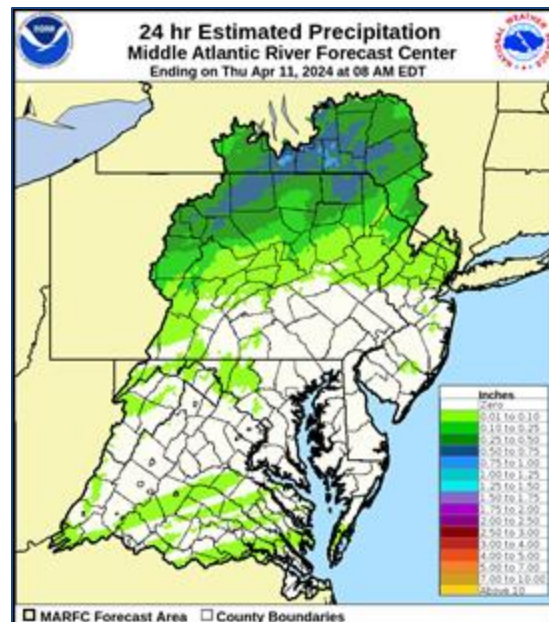 NOAA
24 hr Estimated Precipitation
Middle Atlantic River Forecast Center
Ending on Thu Apr 11, 2024 at 08 AM EDT
NATIONAL WEATHER SERVICE
Inches
Zero
0.01 to 0.10
0.10 to 0.25
0.25 to 0.50
0.50 to 0.75
0.75 to 1.00
1.00 to 1.25
1.25 to 1.50
1.50 to 1.75
1.75 to 2.00
2.00 to 2.50
2.50 to 3.00
3.00 to 4.00
4.00 to 5.00
5.00 to 7.00
7.00 to 10.00
Above 10
MARFC Forecast Area County Boundaries